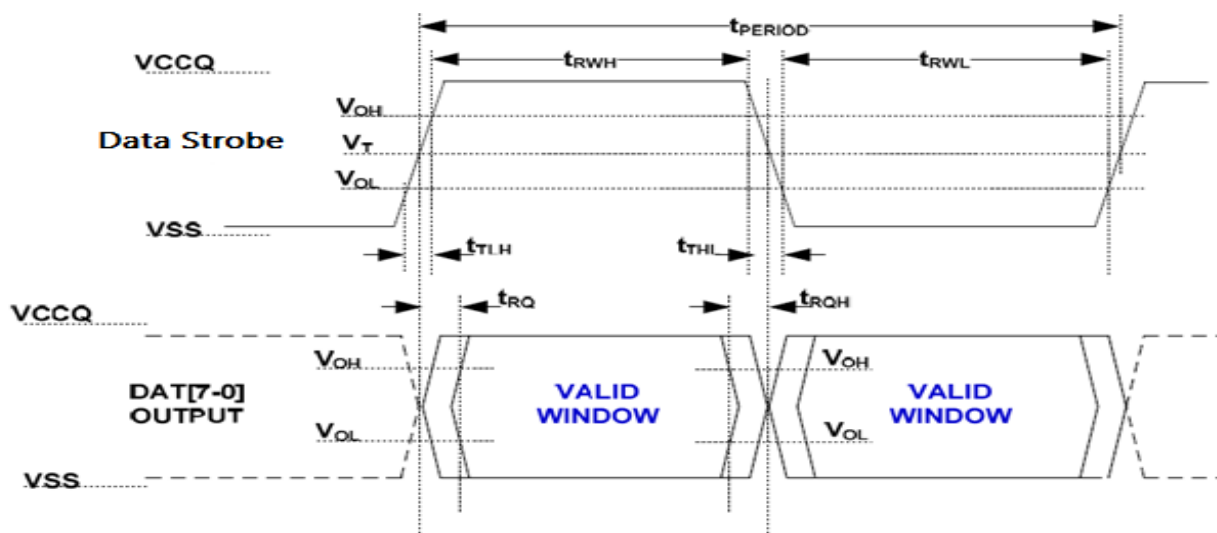 tPERIOD
VCCQ
tRWH
tRWL
VOH
Data Strobe
VT
VOL
VSS
tTLH
tTHL
tRQ
tRQH
VCCQ
VOH
VOH
DAT[7-0]
OUTPUT
VALID
WINDOW
VALID
WINDOW
VOL
VOL
VSS